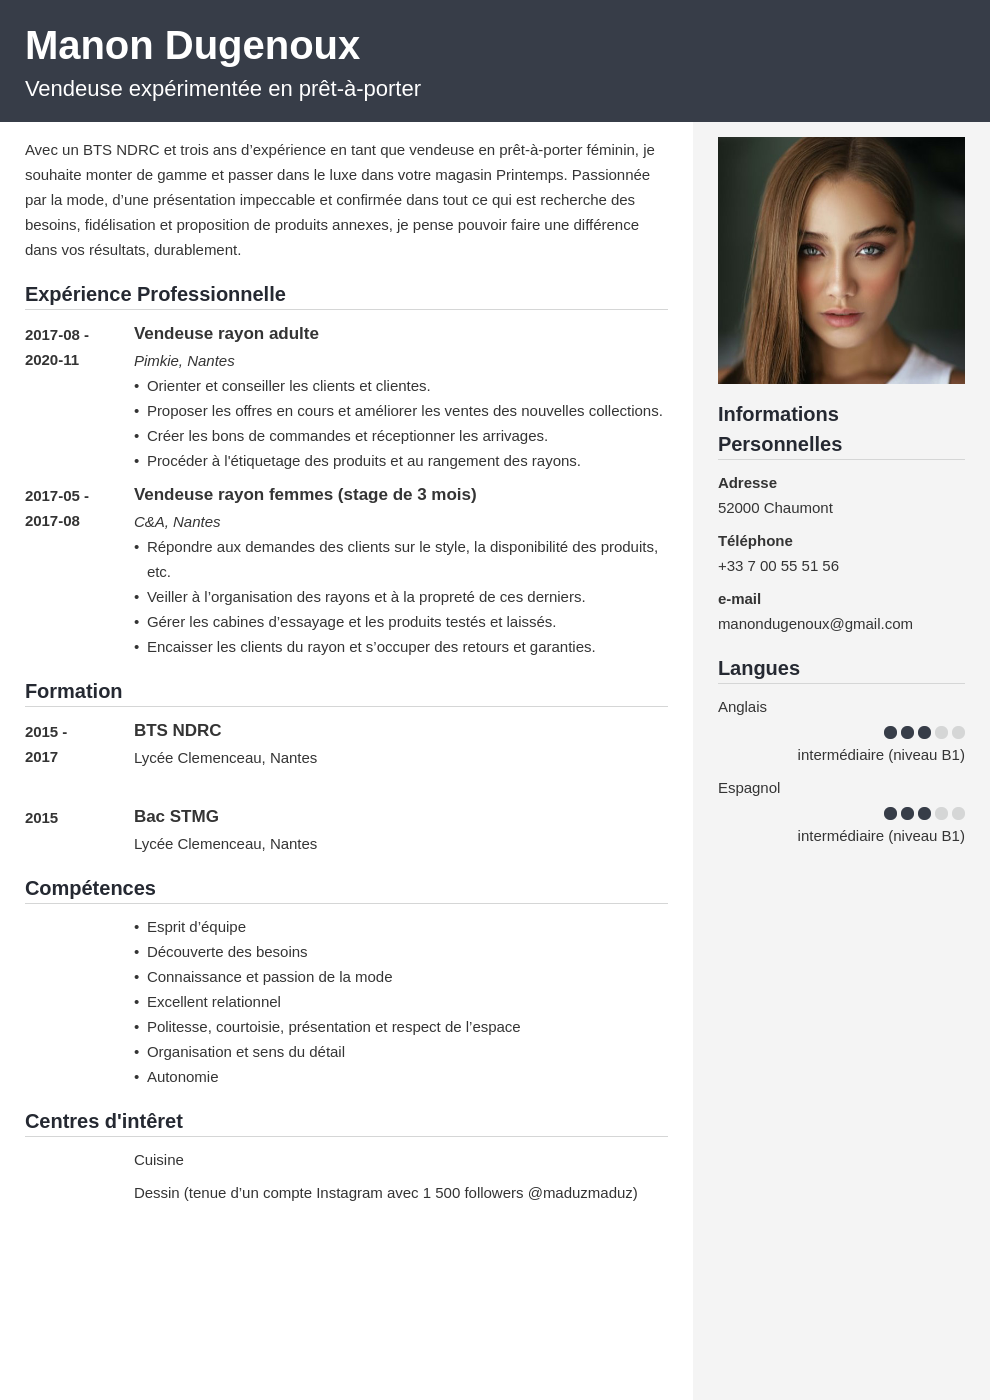 Manon Dugenoux
Vendeuse expérimentée en prêt-à-porter
Avec un BTS NDRC et trois ans d’expérience en tant que vendeuse en prêt-à-porter féminin, je
souhaite monter de gamme et passer dans le luxe dans votre magasin Printemps. Passionnée
par la mode, d’une présentation impeccable et confirmée dans tout ce qui est recherche des
besoins, fidélisation et proposition de produits annexes, je pense pouvoir faire une différence
dans vos résultats, durablement.
Expérience Professionnelle
2017-08 -
2020-11
Vendeuse rayon adulte
Pimkie, Nantes
• Orienter et conseiller les clients et clientes.
• Proposer les offres en cours et améliorer les ventes des nouvelles collections.
• Créer les bons de commandes et réceptionner les arrivages.
• Procéder à l'étiquetage des produits et au rangement des rayons.
2017-05 -
2017-08
Vendeuse rayon femmes (stage de 3 mois)
C&A, Nantes
• Répondre aux demandes des clients sur le style, la disponibilité des produits,
etc.
• Veiller à l’organisation des rayons et à la propreté de ces derniers.
• Gérer les cabines d’essayage et les produits testés et laissés.
• Encaisser les clients du rayon et s’occuper des retours et garanties.
Formation
2015 -
2017
BTS NDRC
Lycée Clemenceau, Nantes
2015
Bac STMG
Lycée Clemenceau, Nantes
Compétences
• Esprit d’équipe
• Découverte des besoins
• Connaissance et passion de la mode
• Excellent relationnel
• Politesse, courtoisie, présentation et respect de l’espace
• Organisation et sens du détail
• Autonomie
Centres d'intêret
Cuisine
Dessin (tenue d’un compte Instagram avec 1 500 followers @maduzmaduz)
Informations
Personnelles
Adresse
52000 Chaumont
Téléphone
+33 7 00 55 51 56
e-mail
manondugenoux@gmail.com
Langues
Anglais
intermédiaire (niveau B1)
Espagnol
intermédiaire (niveau B1)